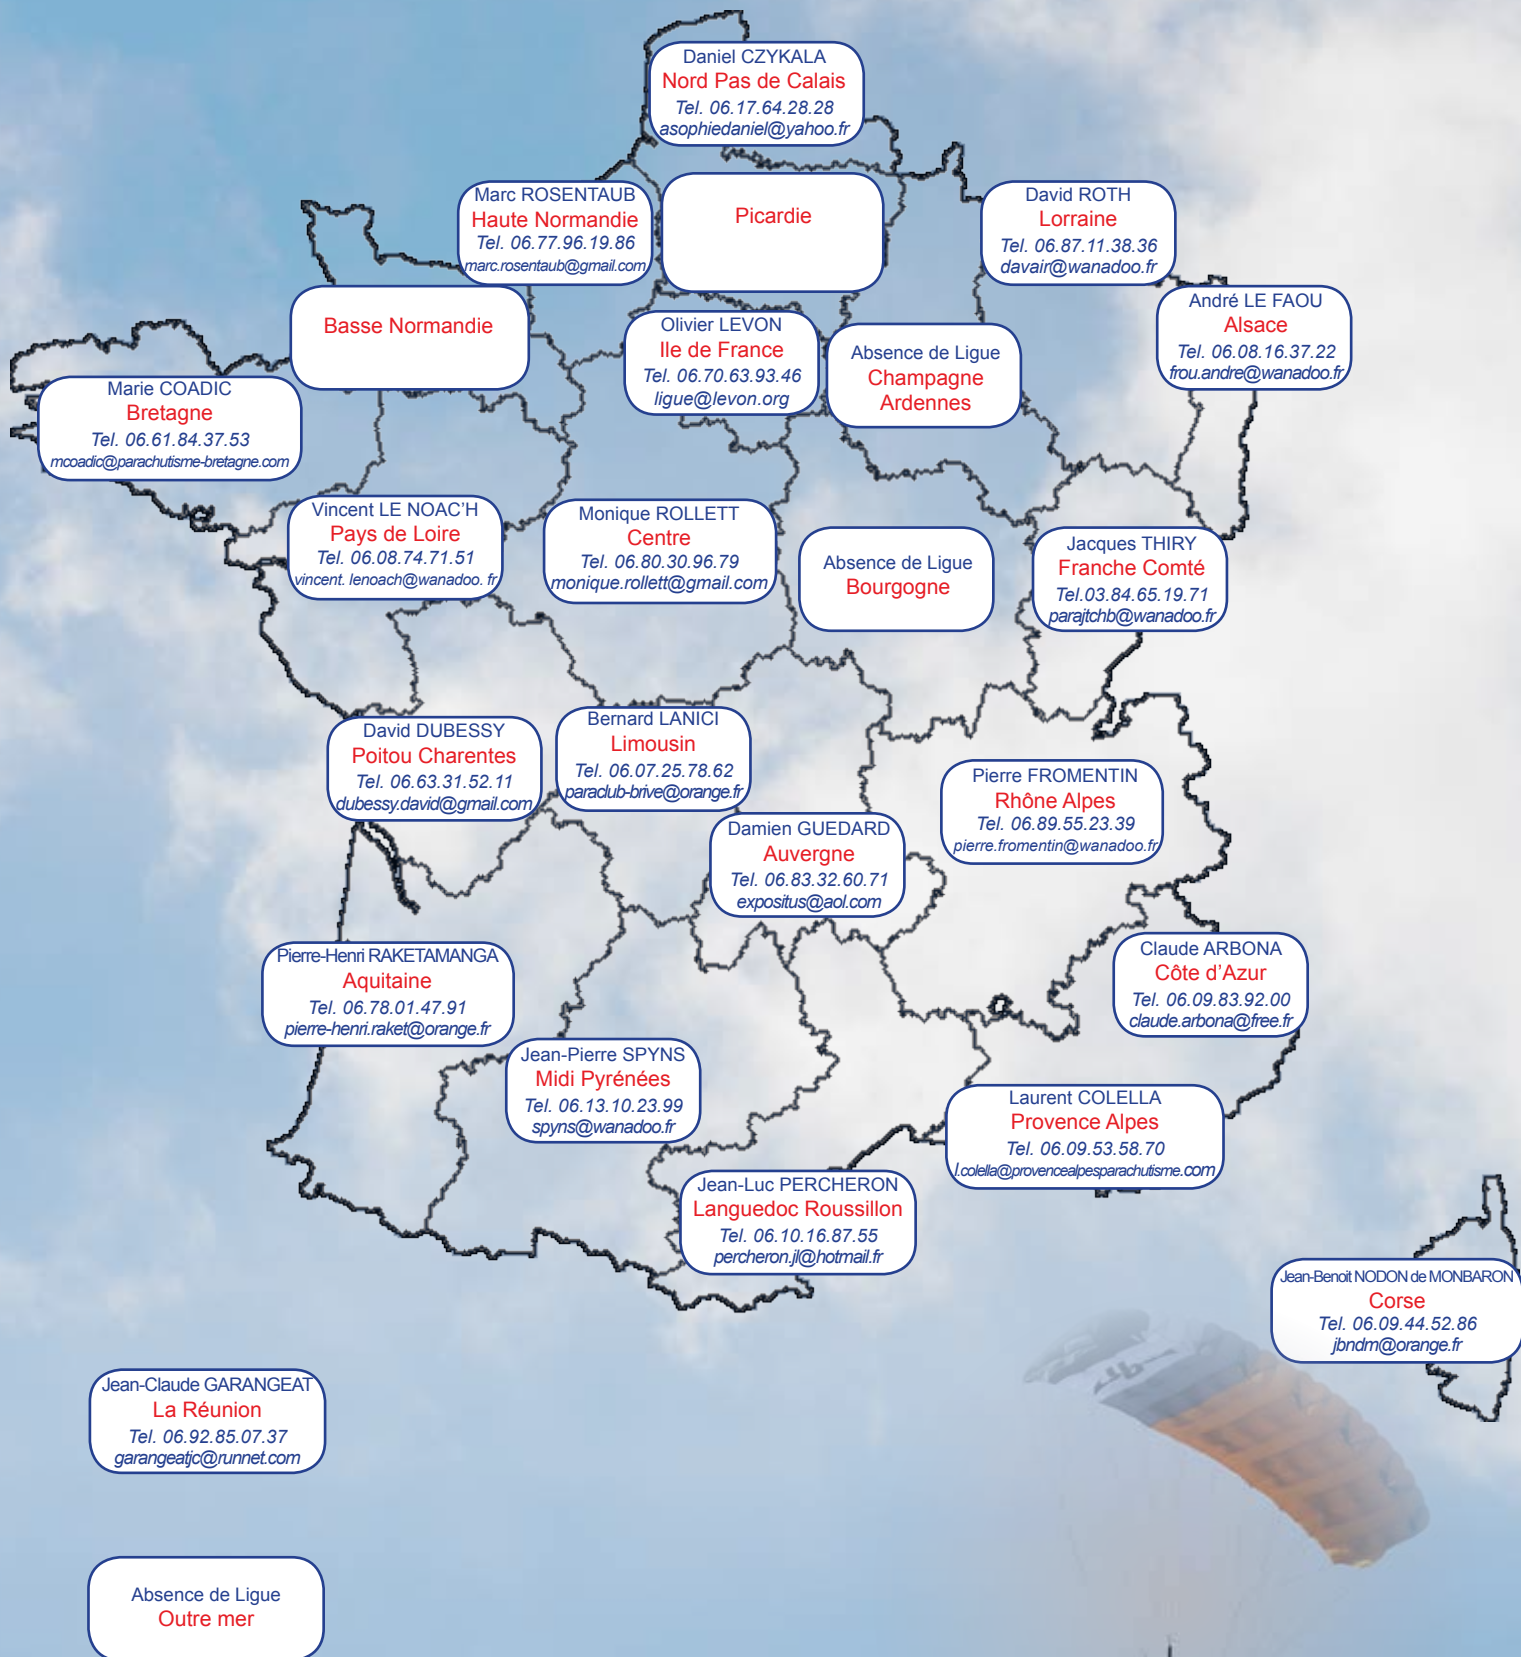 Daniel CZYKALA
Nord Pas de Calais
Tel. 06.17.64.28.28
asophiedaniel@yahoo.fr
Marc ROSENTAUB
Haute Normandie
Tel. 06.77.96.19.86
marc.rosentaub@gmail.com
Picardie
David ROTH
Lorraine
Tel. 06.87.11.38.36
davair@wanadoo.fr
Basse Normandie
Olivier LEVON
Ile de France
Tel. 06.70.63.93.46
ligue@levon.org
Absence de Ligue
Champagne
Ardennes
André LE FAOU
Alsace
Tel. 06.08.16.37.22
frou.andre@wanadoo.fr
Marie COADIC
Bretagne
Tel. 06.61.84.37.53
mcoadic@parachutisme-bretagne.com
Vincent LE NOAC'H
Pays de Loire
Tel. 06.08.74.71.51
vincent. lenoach@wanadoo. fr
Monique ROLLETT
Centre
Tel. 06.80.30.96.79
monique.rollett@gmail.com
Absence de Ligue
Bourgogne
Jacques THIRY
Franche Comté
Tel.03.84.65.19.71
parajtchb@wanadoo.fr
David DUBESSY
Poitou Charentes
Tel. 06.63.31.52.11
dubessy.david@gmail.com
Bernard LANICI
Limousin
Tel. 06.07.25.78.62
paraclub-brive@orange.fr
Pierre FROMENTIN
Rhône Alpes
Tel. 06.89.55.23.39
pierre.fromentin@wanadoo.fr
Damien GUEDARD
Auvergne
Tel. 06.83.32.60.71
expositus@aol.com
Pierre-Henri RAKETAMANGA
Aquitaine
Tel. 06.78.01.47.91
pierre-henri.raket@orange.fr
Claude ARBONA
Côte d'Azur
Tel. 06.09.83.92.00
claude.arbona@free.fr
Jean-Pierre SPYNS
Midi Pyrénées
Tel. 06.13.10.23.99
spyns@wanadoo.fr
Laurent COLELLA
Provence Alpes
Tel. 06.09.53.58.70
l.colella@provencealpesparachutisme.com
Jean-Luc PERCHERON
Languedoc Roussillon
Tel. 06.10.16.87.55
percheron.jl@hotmail.fr
Jean-Benoit NODON de MONBARON
Corse
Tel. 06.09.44.52.86
jbndm@orange.fr
Jean-Claude GARANGEAT
La Réunion
Tel. 06.92.85.07.37
garangeatjc@runnet.com
Absence de Ligue
Outre mer